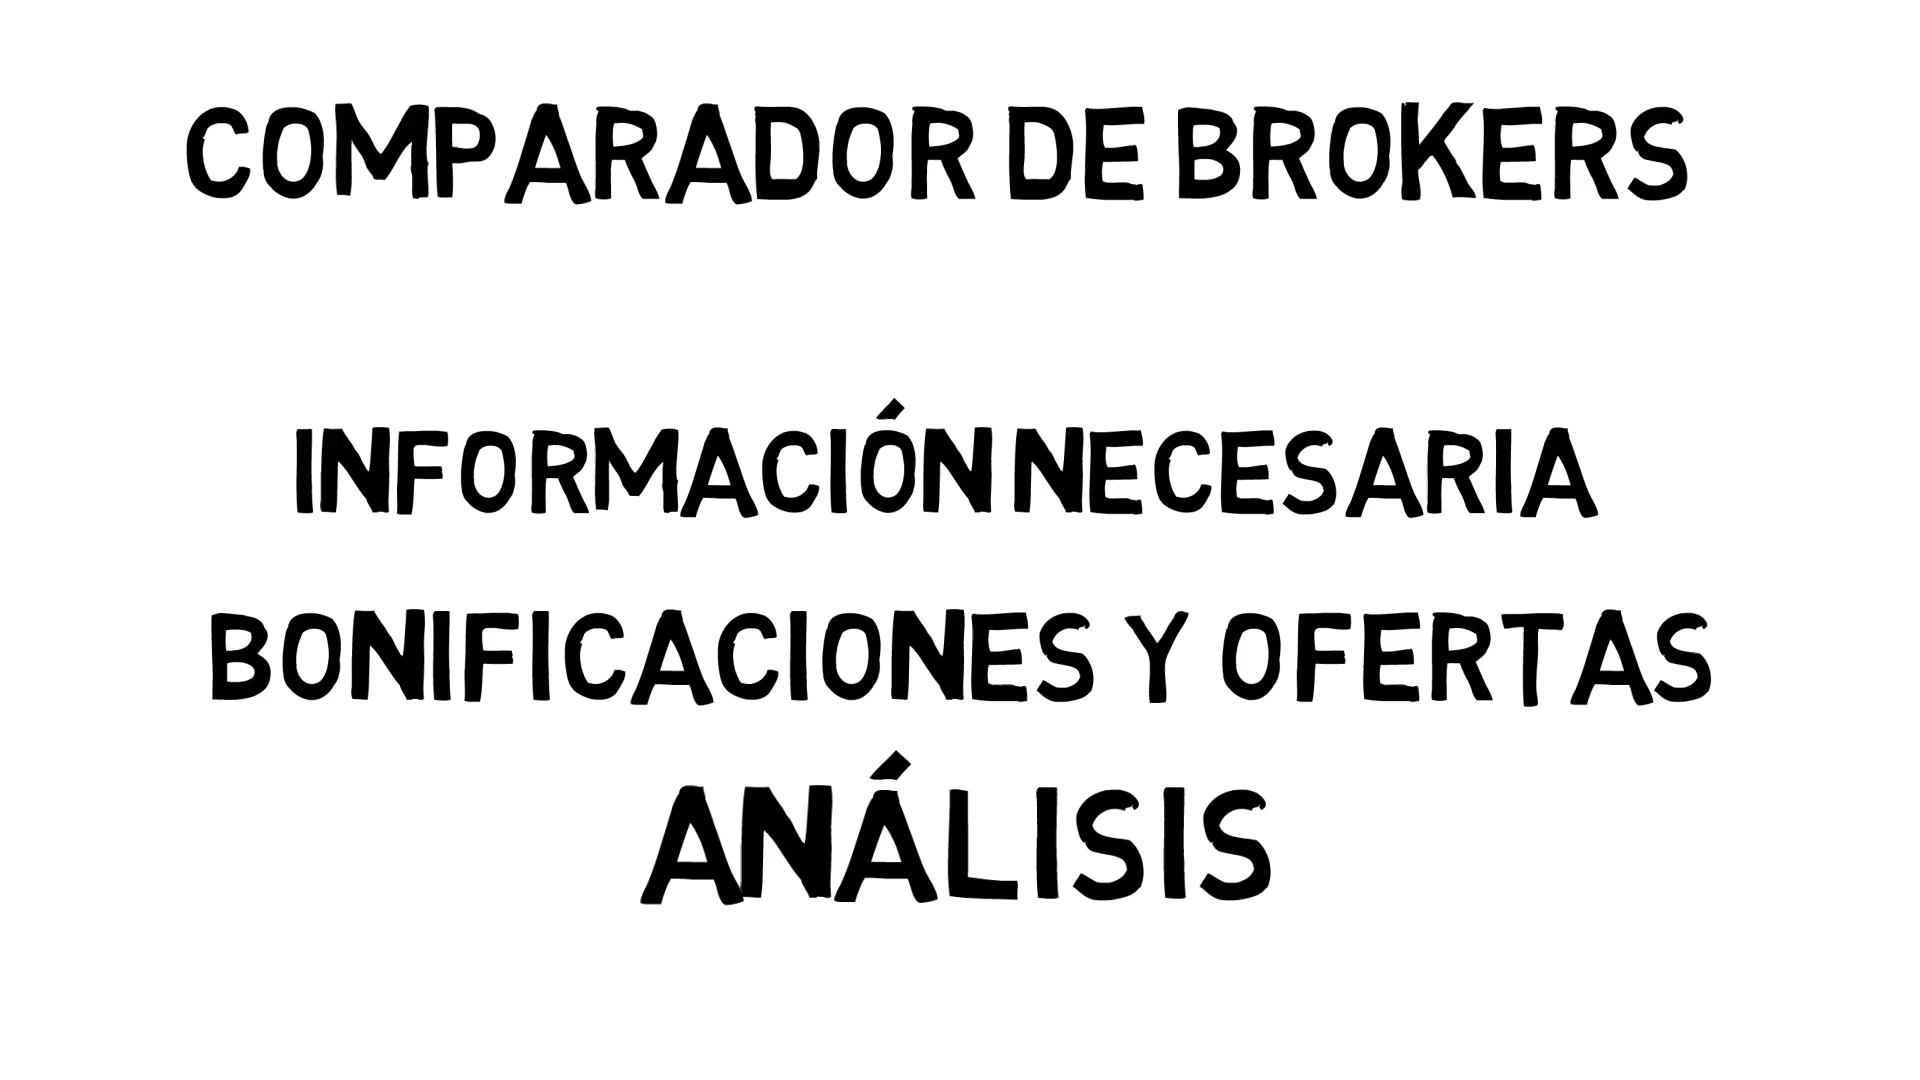 COMPARADOR DE BROKERS
INFORMACIÓN NECESARIA
BONIFICACIONES Y OFERTAS
ANÁLISIS